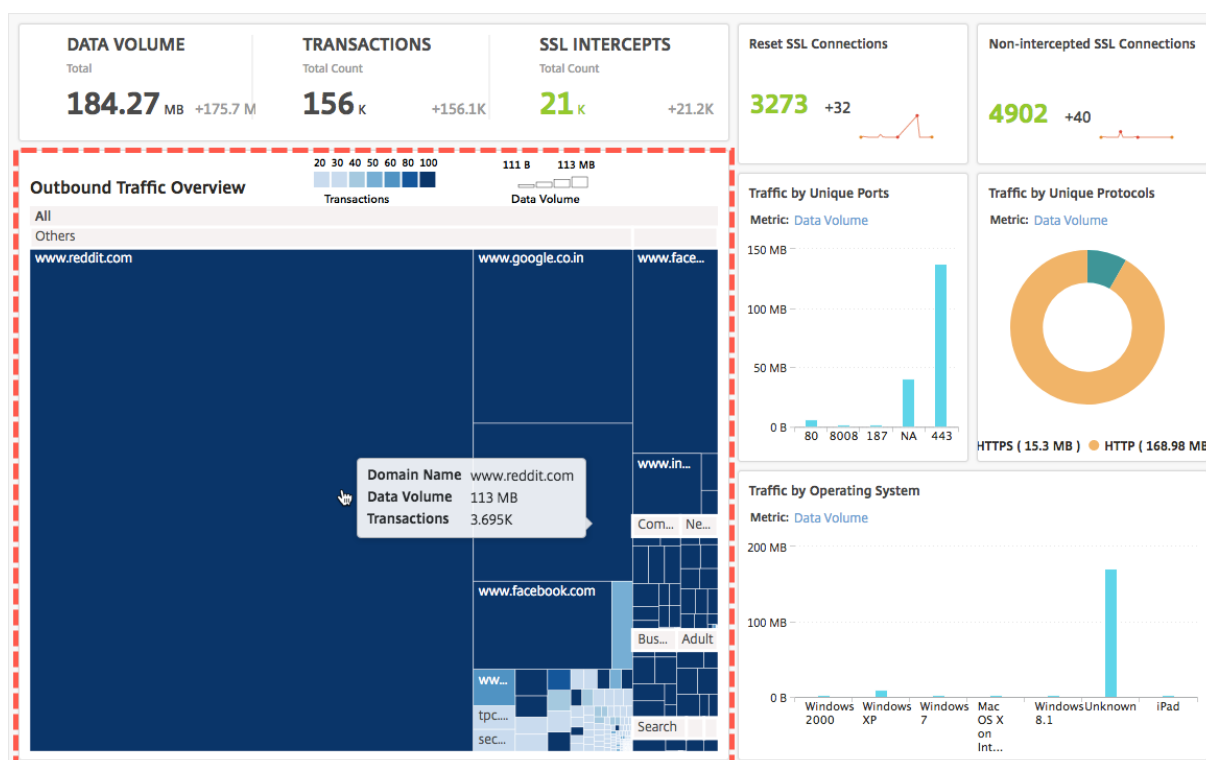 DATA VOLUME
Total
184.27 MB +175.7 M
TRANSACTIONS
Total Count
156 K +156.1K
SSL INTERCEPTS
Total Count
21 K +21.2K
Reset SSL Connections
3273 +32
Non-intercepted SSL Connections
4902 +40
Outbound Traffic Overview
20 30 40 50 60 80 100
Transactions
111 B 113 MB
Data Volume
All
Others
www.reddit.com
www.google.co.in
www.face...
www.in...
Domain Name www.reddit.com
Data Volume 113 MB
Transactions 3.695K
Com... Ne...
www.facebook.com
Bus... Adult
ww...
tpc....
sec...
Search
Traffic by Unique Ports
Metric: Data Volume
150 MB
100 MB
50 MB
0 B
80 8008 187 NA 443
Traffic by Unique Protocols
Metric: Data Volume
HTTPS ( 15.3 MB ) HTTP ( 168.98 MB
Traffic by Operating System
Metric: Data Volume
200 MB
100 MB
0 B
Windows 2000
Windows XP
Windows 7
Mac OS X on Int...
Windows 8.1
Unknown
iPad